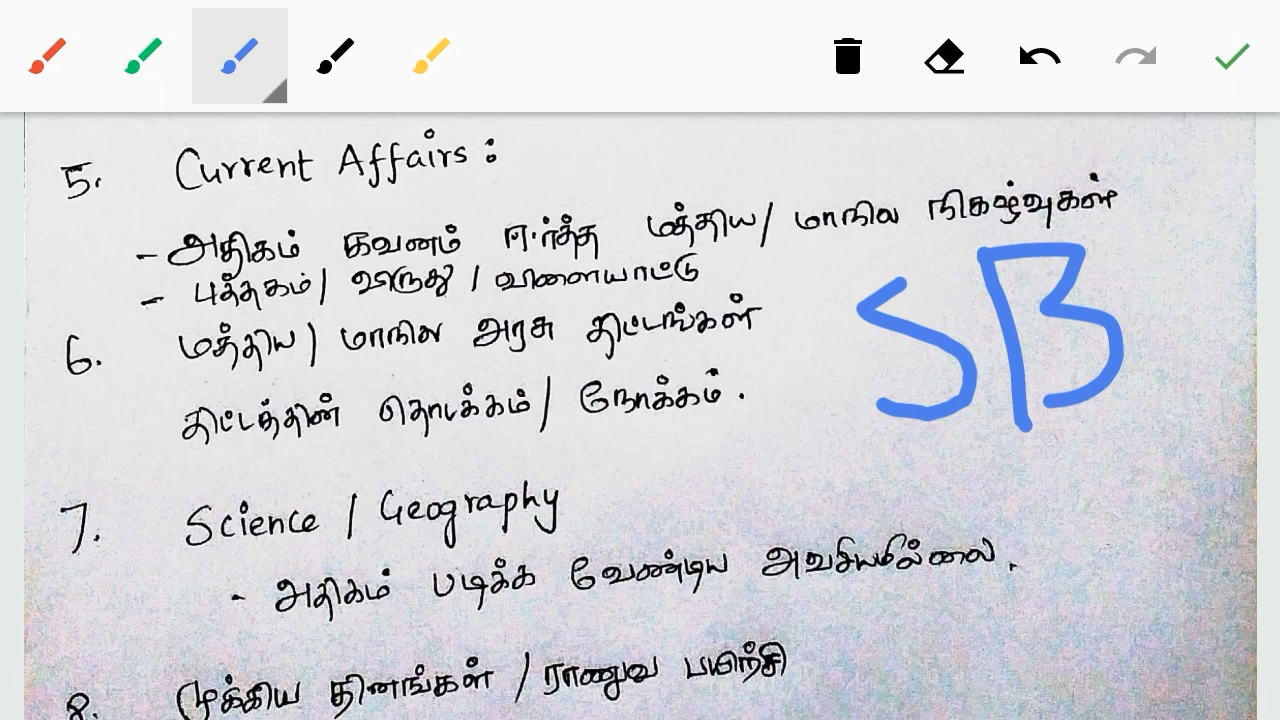 5. Current Affairs :
- அதிகம் கவனம் ஈர்த்த மத்திய / மாநில நிகழ்வுகள்
- புத்தகம் / விருது / விளையாட்டு
SB
6. மத்திய / மாநில அரசு திட்டங்கள்
திட்டத்தின் தொடக்கம் / நோக்கம்.
7. Science / Geography
- அதிகம் படிக்க வேண்டிய அவசியமில்லை.
8. முக்கிய தினங்கள் / ராணுவ பயிற்சி